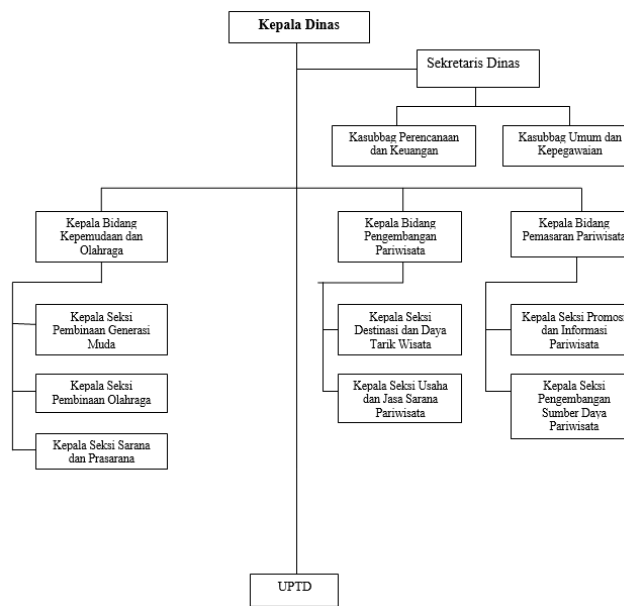 Kepala Dinas
Sekretaris Dinas
Kasubbag Perencanaan
dan Keuangan
Kasubbag Umum dan
Kepegawaian
Kepala Bidang
Kepemudaan dan
Olahraga
Kepala Bidang
Pengembangan
Pariwisata
Kepala Bidang
Pemasaran Pariwisata
Kepala Seksi
Pembinaan Generasi
Muda
Kepala Seksi
Destinasi dan Daya
Tarik Wisata
Kepala Seksi Promosi
dan Informasi
Pariwisata
Kepala Seksi
Pembinaan Olahraga
Kepala Seksi Usaha
dan Jasa Sarana
Pariwisata
Kepala Seksi
Pengembangan
Sumber Daya
Pariwisata
Kepala Seksi Sarana
dan Prasarana
UPTD